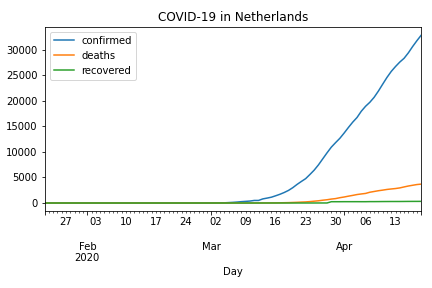 COVID-19 in Netherlands
confirmed
deaths
recovered
30000
25000
20000
15000
10000
5000
0
27 03 10 17 24 02 09 16 23 30 06 13
Feb Mar Apr
2020
Day